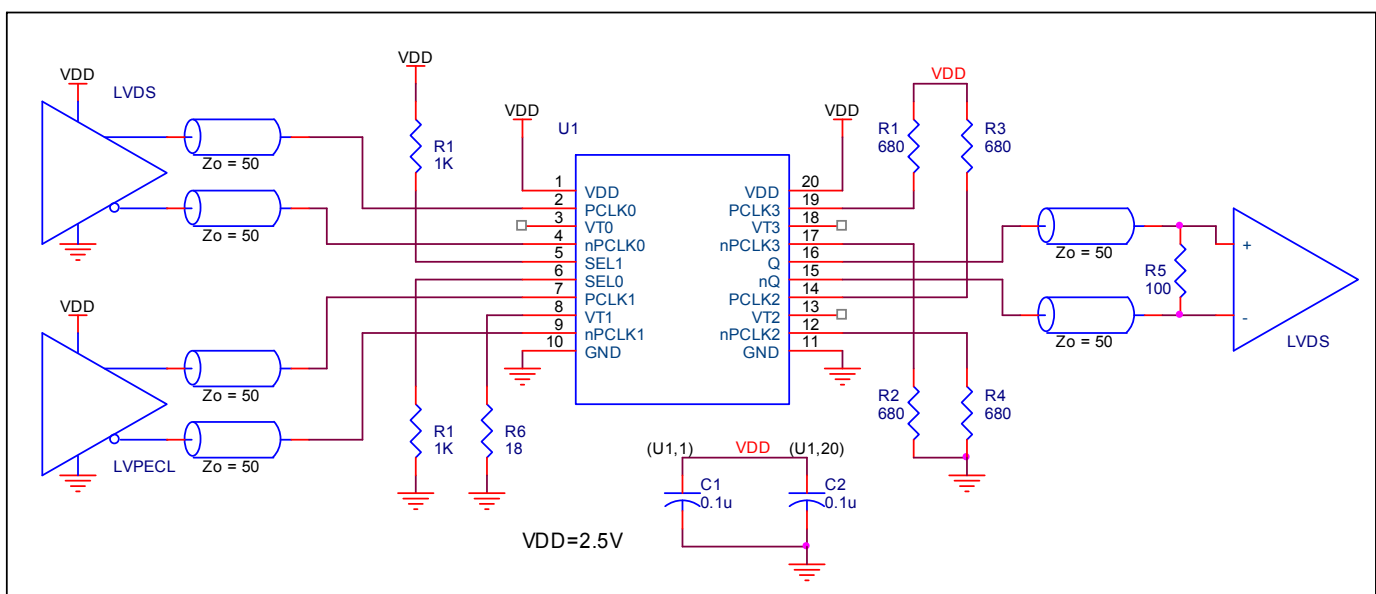 VDD
LVDS
Zo = 50
Zo = 50
VDD
R1
1K
VDD
U1
VDD
VDD
R1
680
R3
680
1
2
3
4
5
6
7
8
9
10
VDD
PCLK0
VT0
nPCLK0
SEL1
SEL0
PCLK1
VT1
nPCLK1
GND
VDD
PCLK3
VT3
nPCLK3
Q
nQ
PCLK2
VT2
nPCLK2
GND
20
19
18
17
16
15
14
13
12
11
Zo = 50
Zo = 50
R5
100
+
-
LVDS
VDD
LVPECL
Zo = 50
Zo = 50
R1
1K
R6
18
R2
680
R4
680
(U1,1)
VDD
(U1,20)
C1
0.1u
C2
0.1u
VDD=2.5V